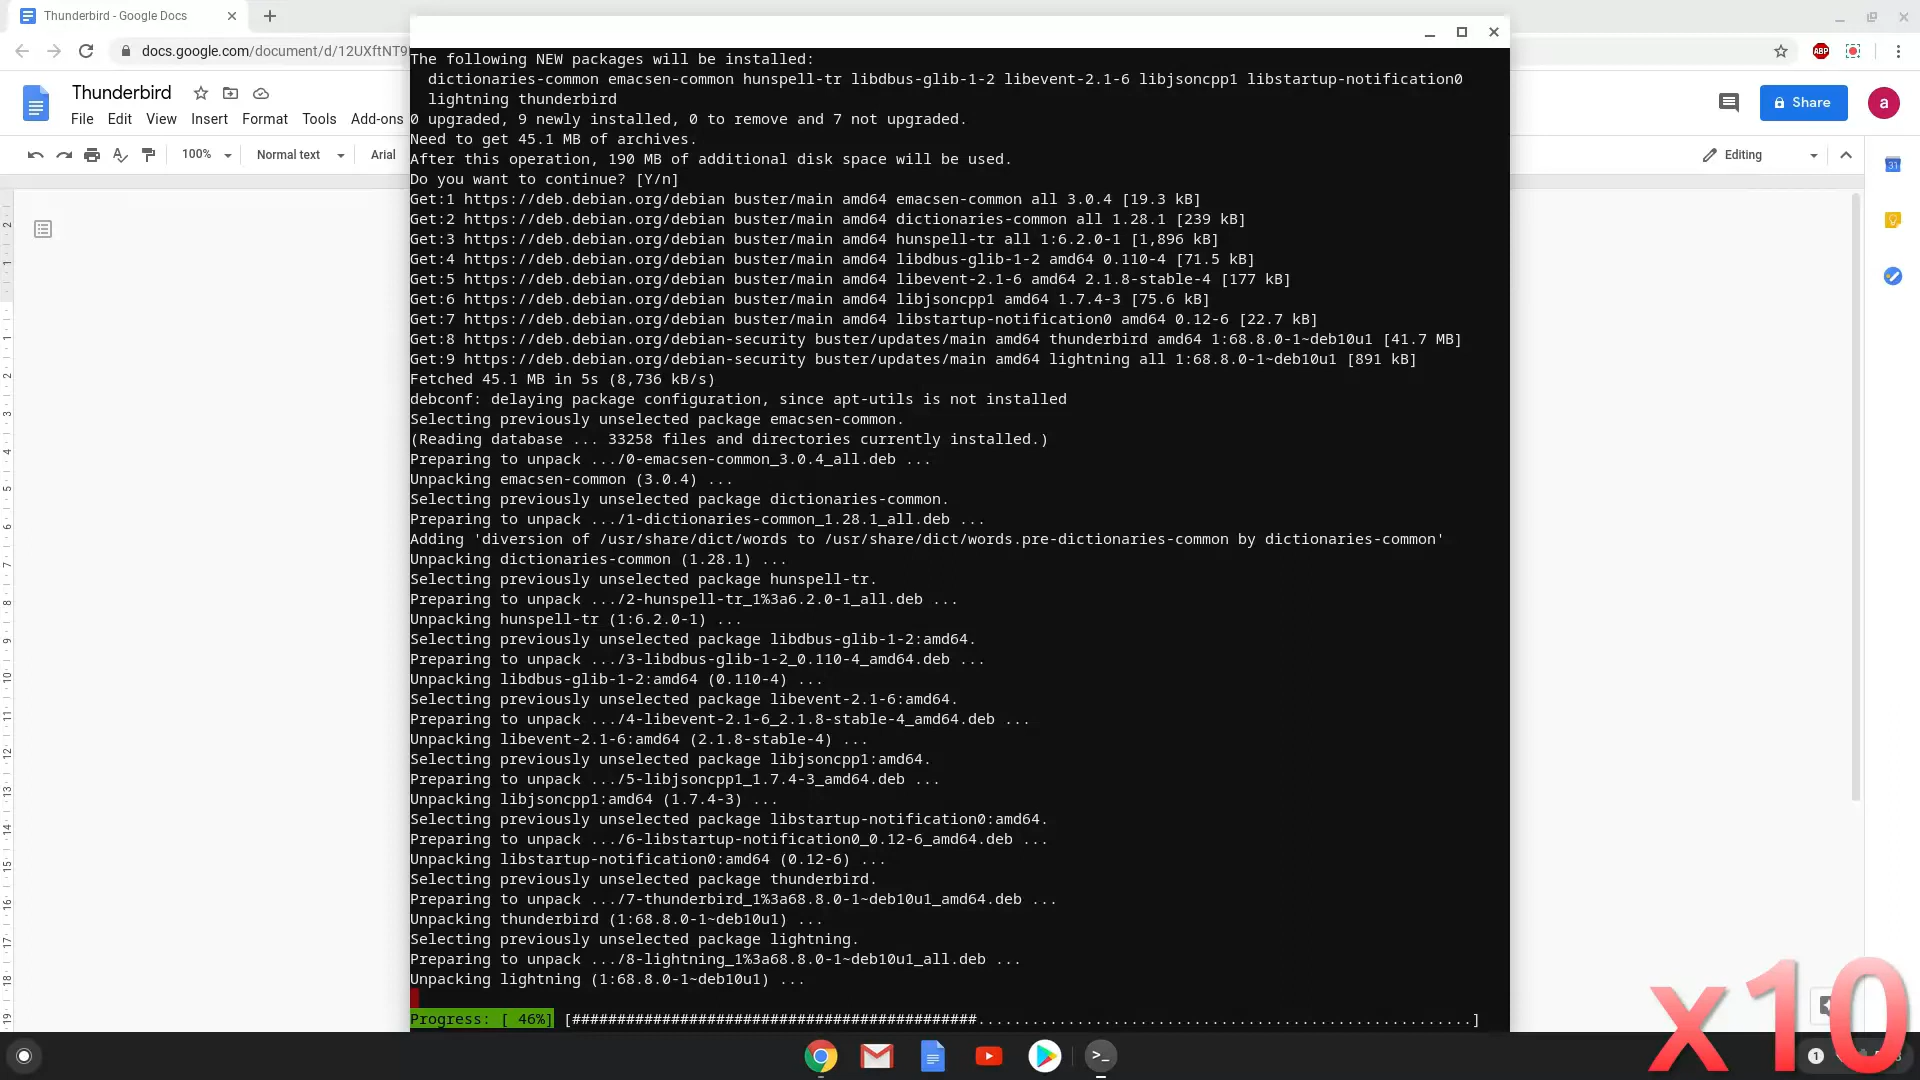 Thunderbird - Google Docs
docs.google.com/document/d/12UXftNT9
ABP
Thunderbird
File Edit View Insert Format Tools Add-ons
Share
a
100% Normal text Arial
Editing
31
The following NEW packages will be installed:
dictionaries-common emacsen-common hunspell-tr libdbus-glib-1-2 libevent-2.1-6 libjsoncpp1 libstartup-notification0
lightning thunderbird
0 upgraded, 9 newly installed, 0 to remove and 7 not upgraded.
Need to get 45.1 MB of archives.
After this operation, 190 MB of additional disk space will be used.
Do you want to continue? [Y/n]
Get:1 https://deb.debian.org/debian buster/main amd64 emacsen-common all 3.0.4 [19.3 kB]
Get:2 https://deb.debian.org/debian buster/main amd64 dictionaries-common all 1.28.1 [239 kB]
Get:3 https://deb.debian.org/debian buster/main amd64 hunspell-tr all 1:6.2.0-1 [1,896 kB]
Get:4 https://deb.debian.org/debian buster/main amd64 libdbus-glib-1-2 amd64 0.110-4 [71.5 kB]
Get:5 https://deb.debian.org/debian buster/main amd64 libevent-2.1-6 amd64 2.1.8-stable-4 [177 kB]
Get:6 https://deb.debian.org/debian buster/main amd64 libjsoncpp1 amd64 1.7.4-3 [75.6 kB]
Get:7 https://deb.debian.org/debian buster/main amd64 libstartup-notification0 amd64 0.12-6 [22.7 kB]
Get:8 https://deb.debian.org/debian-security buster/updates/main amd64 thunderbird amd64 1:68.8.0-1~deb10u1 [41.7 MB]
Get:9 https://deb.debian.org/debian-security buster/updates/main amd64 lightning all 1:68.8.0-1~deb10u1 [891 kB]
Fetched 45.1 MB in 5s (8,736 kB/s)
debconf: delaying package configuration, since apt-utils is not installed
Selecting previously unselected package emacsen-common.
(Reading database ... 33258 files and directories currently installed.)
Preparing to unpack .../0-emacsen-common_3.0.4_all.deb ...
Unpacking emacsen-common (3.0.4) ...
Selecting previously unselected package dictionaries-common.
Preparing to unpack .../1-dictionaries-common_1.28.1_all.deb ...
Adding 'diversion of /usr/share/dict/words to /usr/share/dict/words.pre-dictionaries-common by dictionaries-common'
Unpacking dictionaries-common (1.28.1) ...
Selecting previously unselected package hunspell-tr.
Preparing to unpack .../2-hunspell-tr_1%3a6.2.0-1_all.deb ...
Unpacking hunspell-tr (1:6.2.0-1) ...
Selecting previously unselected package libdbus-glib-1-2:amd64.
Preparing to unpack .../3-libdbus-glib-1-2_0.110-4_amd64.deb ...
Unpacking libdbus-glib-1-2:amd64 (0.110-4) ...
Selecting previously unselected package libevent-2.1-6:amd64.
Preparing to unpack .../4-libevent-2.1-6_2.1.8-stable-4_amd64.deb ...
Unpacking libevent-2.1-6:amd64 (2.1.8-stable-4) ...
Selecting previously unselected package libjsoncpp1:amd64.
Preparing to unpack .../5-libjsoncpp1_1.7.4-3_amd64.deb ...
Unpacking libjsoncpp1:amd64 (1.7.4-3) ...
Selecting previously unselected package libstartup-notification0:amd64.
Preparing to unpack .../6-libstartup-notification0_0.12-6_amd64.deb ...
Unpacking libstartup-notification0:amd64 (0.12-6) ...
Selecting previously unselected package thunderbird.
Preparing to unpack .../7-thunderbird_1%3a68.8.0-1~deb10u1_amd64.deb ...
Unpacking thunderbird (1:68.8.0-1~deb10u1) ...
Selecting previously unselected package lightning.
Preparing to unpack .../8-lightning_1%3a68.8.0-1~deb10u1_all.deb ...
Unpacking lightning (1:68.8.0-1~deb10u1) ...
Progress: [ 46%] [#############################################.......................................................]
x10
1